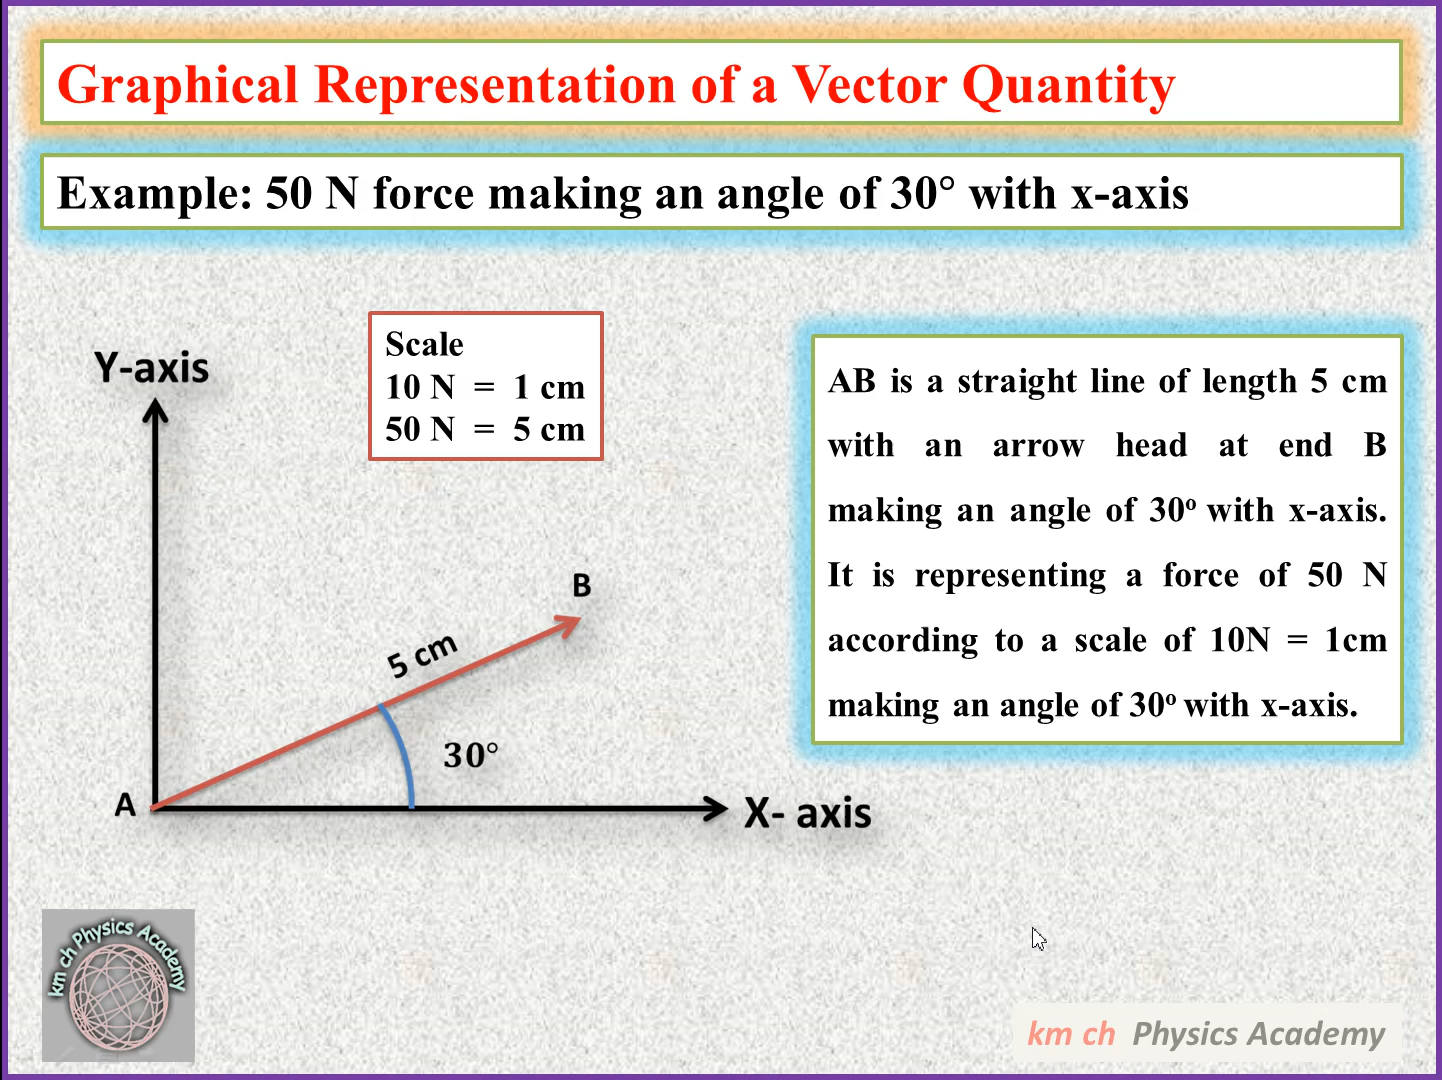 Graphical Representation of a Vector Quantity
Example: 50 N force making an angle of 30° with x-axis
Scale
10 N = 1 cm
50 N = 5 cm
Y-axis
AB is a straight line of length 5 cm
with an arrow head at end B
making an angle of 30º with x-axis.
It is representing a force of 50 N
according to a scale of 10N = 1cm
making an angle of 30º with x-axis.
B
5 cm
30°
A
X- axis
km ch Physics Academy
km ch Physics Academy